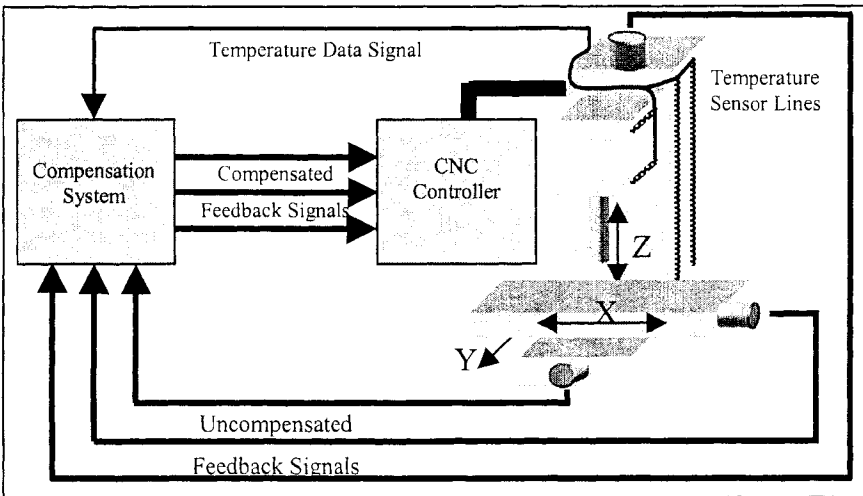 Temperature Data Signal
Temperature
Sensor Lines
Compensation
System
Compensated
Feedback Signals
CNC
Controller
Z
X
Y
Uncompensated
Feedback Signals